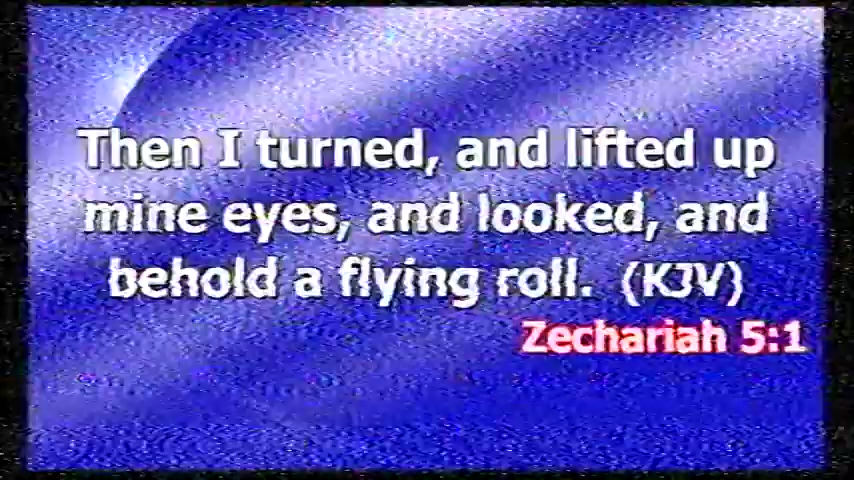 Then I turned, and lifted up
mine eyes, and looked, and
behold a flying roll.  (KJV)
Zechariah 5:1